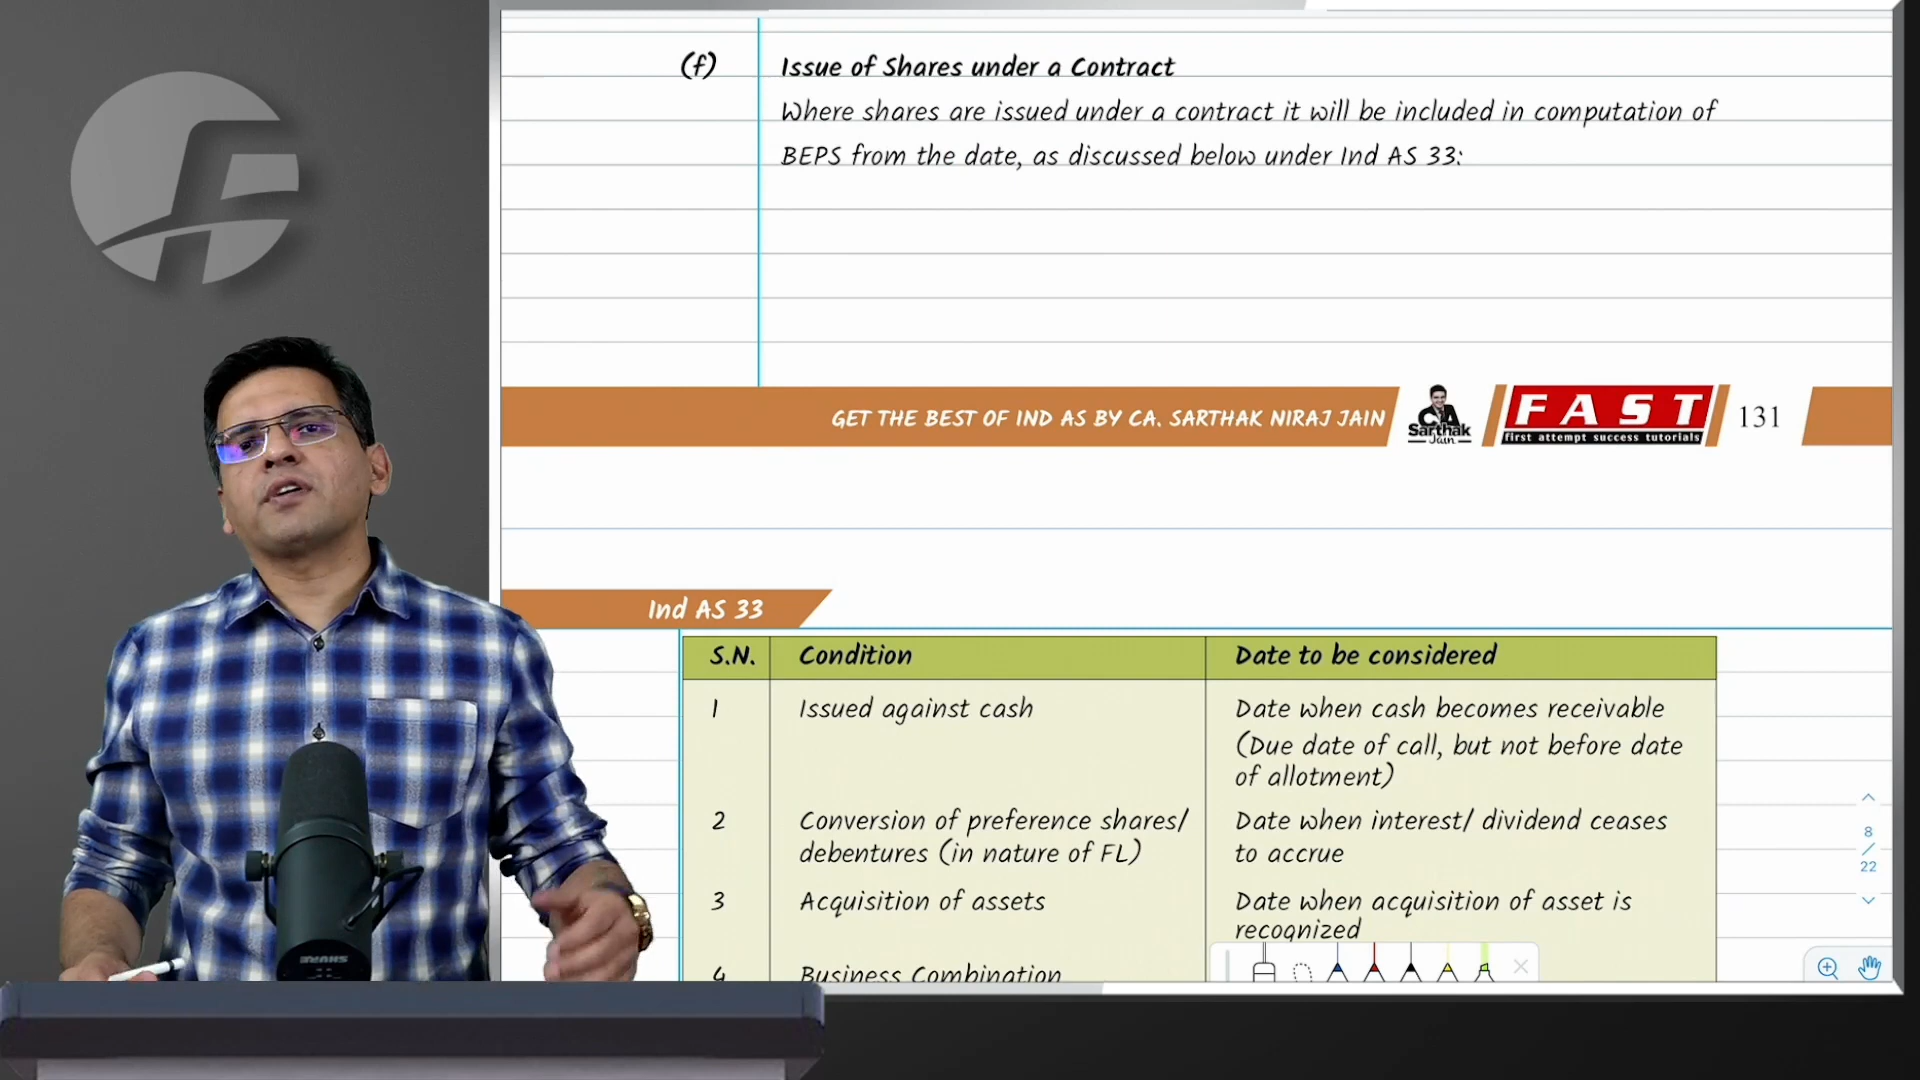 (f) Issue of Shares under a Contract
Where shares are issued under a contract it will be included in computation of
BEPS from the date, as discussed below under Ind AS 33:
GET THE BEST OF IND AS BY CA. SARTHAK NIRAJ JAIN
CA
Sarthak
Jain
FAST
first attempt success tutorials
131
Ind AS 33
S.N. Condition Date to be considered
1 Issued against cash Date when cash becomes receivable
(Due date of call, but not before date
of allotment)
2 Conversion of preference shares/ Date when interest/ dividend ceases
debentures (in nature of FL) to accrue
3 Acquisition of assets Date when acquisition of asset is
recognized
4 Business Combination
8
/
22
SHURE